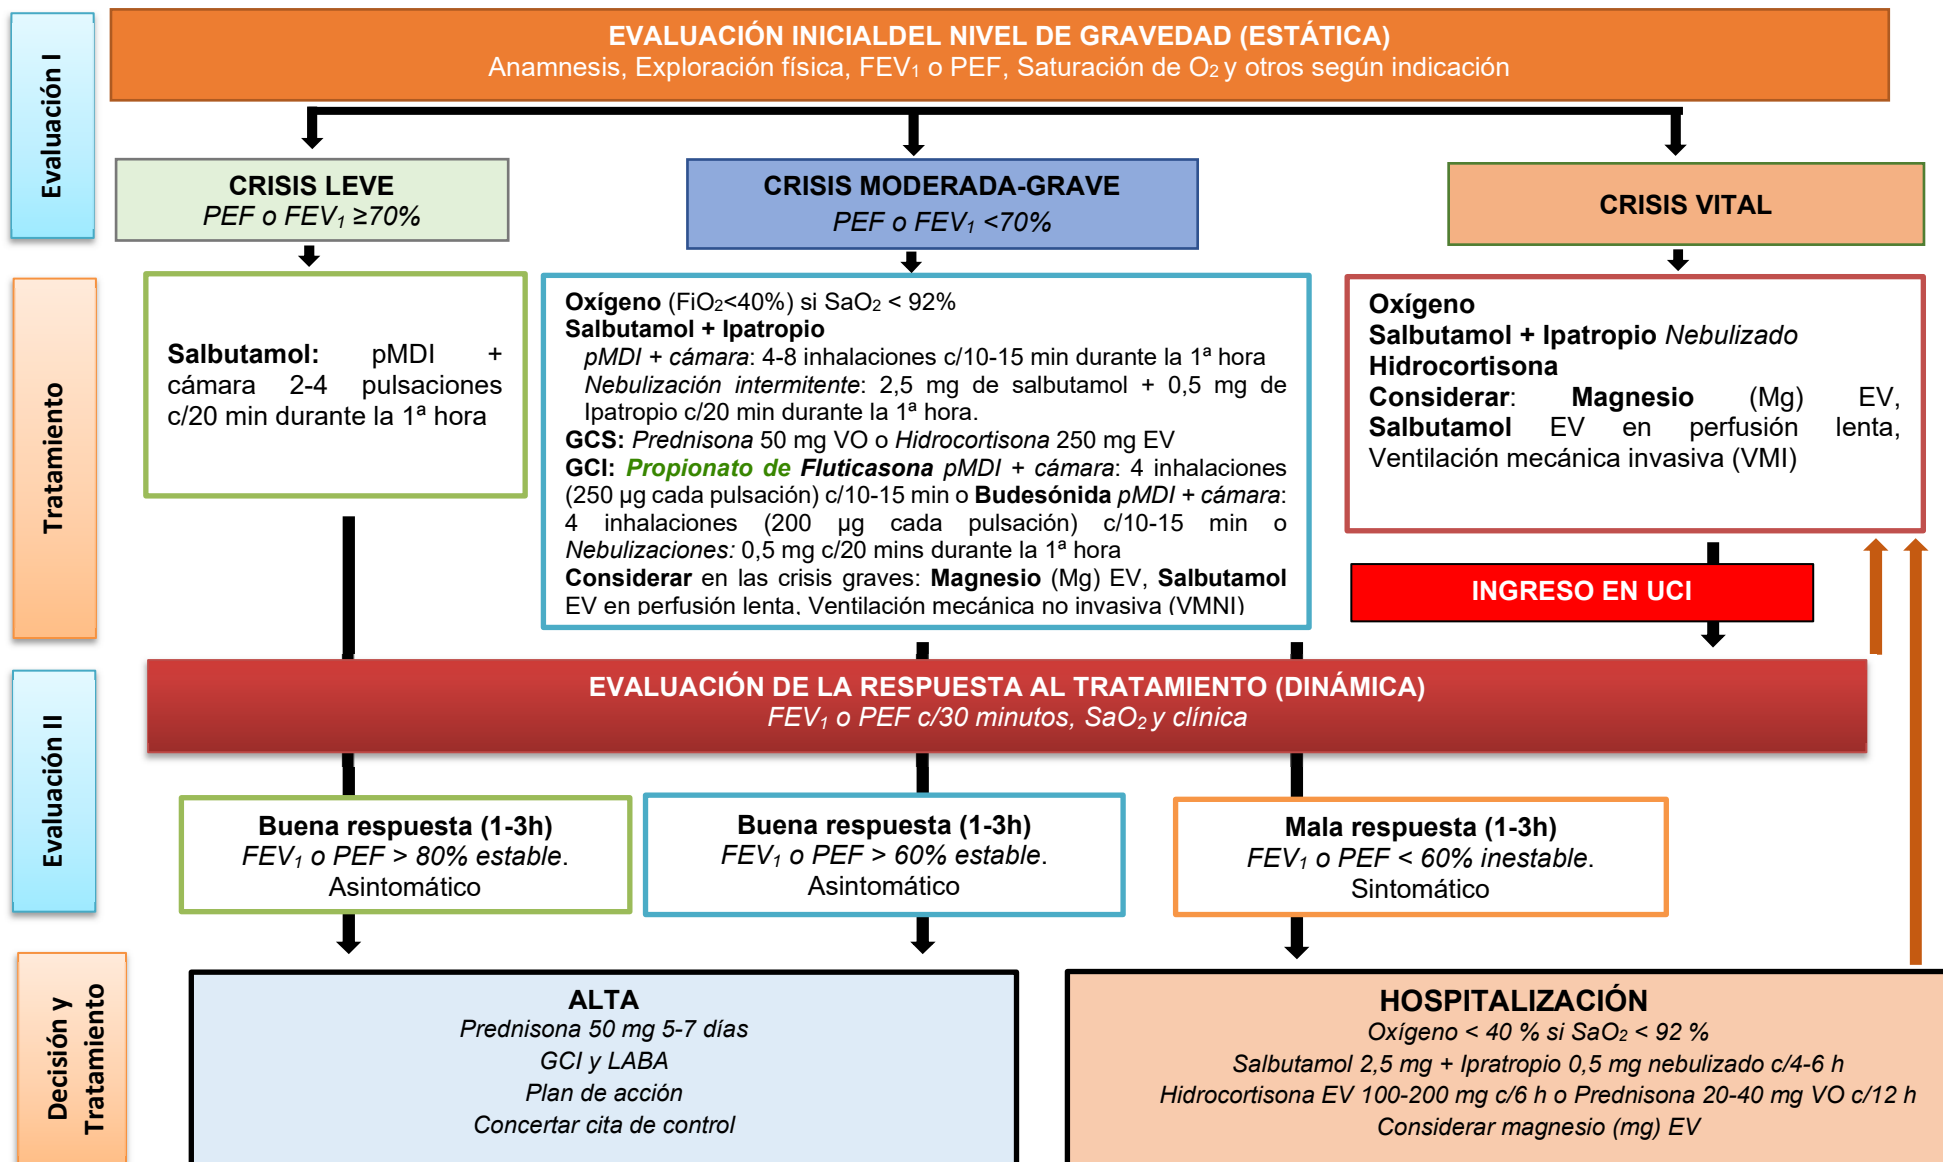 Evaluación I
EVALUACIÓN INICIALDEL NIVEL DE GRAVEDAD (ESTÁTICA)
Anamnesis, Exploración física, FEV₁ o PEF, Saturación de O₂ y otros según indicación
CRISIS LEVE
PEF o FEV₁ ≥70%
CRISIS MODERADA-GRAVE
PEF o FEV₁ <70%
CRISIS VITAL
Tratamiento
Salbutamol: pMDI +
cámara 2-4 pulsaciones
c/20 min durante la 1ª hora
Oxígeno (FiO₂<40%) si SaO₂ < 92%
Salbutamol + Ipatropio
pMDI + cámara: 4-8 inhalaciones c/10-15 min durante la 1ª hora
Nebulización intermitente: 2,5 mg de salbutamol + 0,5 mg de
Ipatropio c/20 min durante la 1ª hora.
GCS: Prednisona 50 mg VO o Hidrocortisona 250 mg EV
GCI: Propionato de Fluticasona pMDI + cámara: 4 inhalaciones
(250 µg cada pulsación) c/10-15 min o Budesónida pMDI + cámara:
4 inhalaciones (200 µg cada pulsación) c/10-15 min o
Nebulizaciones: 0,5 mg c/20 mins durante la 1ª hora
Considerar en las crisis graves: Magnesio (Mg) EV, Salbutamol
EV en perfusión lenta, Ventilación mecánica no invasiva (VMNI)
Oxígeno
Salbutamol + Ipatropio Nebulizado
Hidrocortisona
Considerar: Magnesio (Mg) EV,
Salbutamol EV en perfusión lenta,
Ventilación mecánica invasiva (VMI)
INGRESO EN UCI
Evaluación II
EVALUACIÓN DE LA RESPUESTA AL TRATAMIENTO (DINÁMICA)
FEV₁ o PEF c/30 minutos, SaO₂ y clínica
Buena respuesta (1-3h)
FEV₁ o PEF > 80% estable.
Asintomático
Buena respuesta (1-3h)
FEV₁ o PEF > 60% estable.
Asintomático
Mala respuesta (1-3h)
FEV₁ o PEF < 60% inestable.
Sintomático
Decisión y
Tratamiento
ALTA
Prednisona 50 mg 5-7 días
GCI y LABA
Plan de acción
Concertar cita de control
HOSPITALIZACIÓN
Oxígeno < 40 % si SaO₂ < 92 %
Salbutamol 2,5 mg + Ipratropio 0,5 mg nebulizado c/4-6 h
Hidrocortisona EV 100-200 mg c/6 h o Prednisona 20-40 mg VO c/12 h
Considerar magnesio (mg) EV